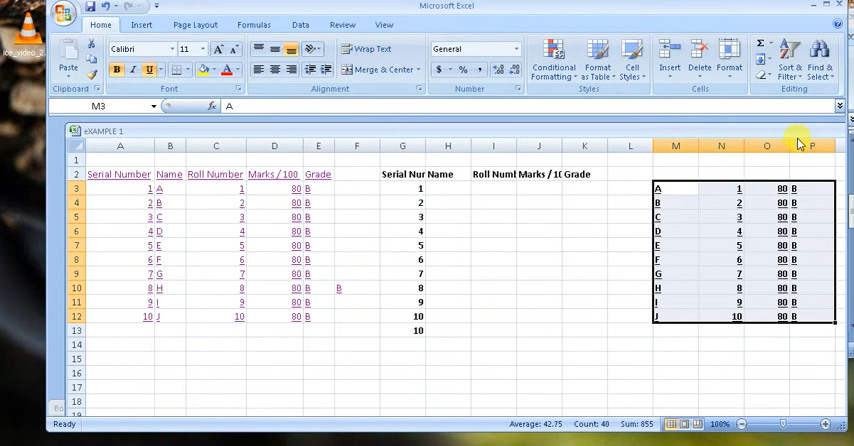 Microsoft Excel
Home Insert Page Layout Formulas Data Review View
Calibri 11 Wrap Text General
Paste B I U Merge & Center $ % , Conditional Formatting Format as Table Cell Styles Insert Delete Format Sort & Filter Find & Select
Clipboard Font Alignment Number Styles Cells Editing
M3 fx A
eXAMPLE 1
A B C D E F G H I J K L M N O P
1
2 Serial Number Name Roll Number Marks / 100 Grade Serial Nur Name Roll Numl Marks / 10 Grade
3 1 A 1 80 B 1 A 1 80 B
4 2 B 2 80 B 2 B 2 80 B
5 3 C 3 80 B 3 C 3 80 B
6 4 D 4 80 B 4 D 4 80 B
7 5 E 5 80 B 5 E 5 80 B
8 6 F 6 80 B 6 F 6 80 B
9 7 G 7 80 B 7 G 7 80 B
10 8 H 8 80 B B 8 H 8 80 B
11 9 I 9 80 B 9 I 9 80 B
12 10 J 10 80 B 10 J 10 80 B
13 10
14
15
16
17
18
Ready Average: 42.75 Count: 40 Sum: 855 100%
ice_video_2
Bo